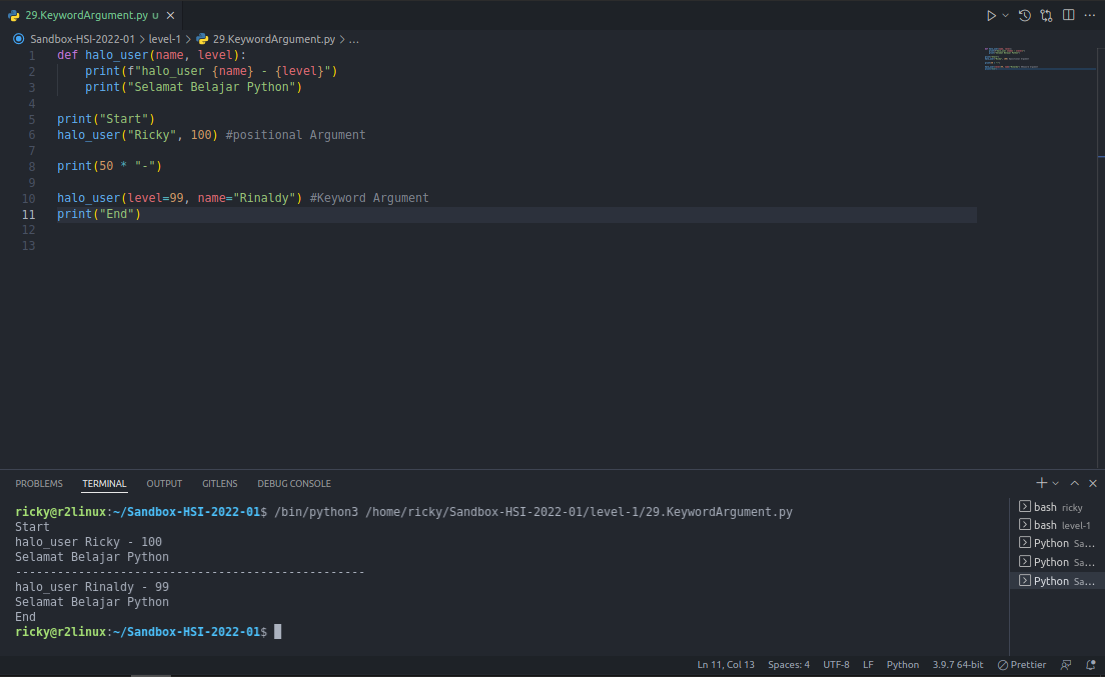 29.KeywordArgument.py U
Sandbox-HSI-2022-01 > level-1 > 29.KeywordArgument.py > ...
1 def halo_user(name, level):
2     print(f"halo_user {name} - {level}")
3     print("Selamat Belajar Python")
4
5 print("Start")
6 halo_user("Ricky", 100) #positional Argument
7
8 print(50 * "-")
9
10 halo_user(level=99, name="Rinaldy") #Keyword Argument
11 print("End")
12
13
PROBLEMS TERMINAL OUTPUT GITLENS DEBUG CONSOLE
ricky@r2linux:~/Sandbox-HSI-2022-01$ /bin/python3 /home/ricky/Sandbox-HSI-2022-01/level-1/29.KeywordArgument.py
Start
halo_user Ricky - 100
Selamat Belajar Python
--------------------------------------------------
halo_user Rinaldy - 99
Selamat Belajar Python
End
ricky@r2linux:~/Sandbox-HSI-2022-01$
bash ricky
bash level-1
Python Sa...
Python Sa...
Python Sa...
Ln 11, Col 13 Spaces: 4 UTF-8 LF Python 3.9.7 64-bit Prettier